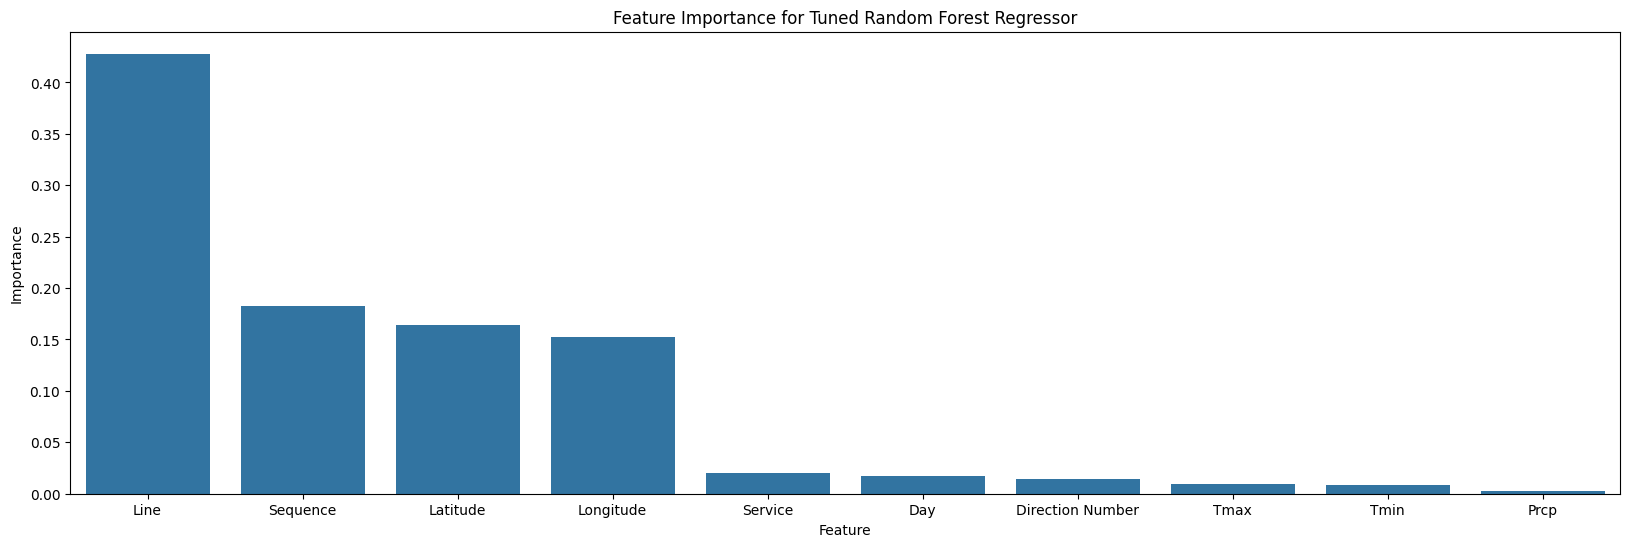 Feature Importance for Tuned Random Forest Regressor
Importance
0.40
0.35
0.30
0.25
0.20
0.15
0.10
0.05
0.00
Line Sequence Latitude Longitude Service Day Direction Number Tmax Tmin Prcp
Feature